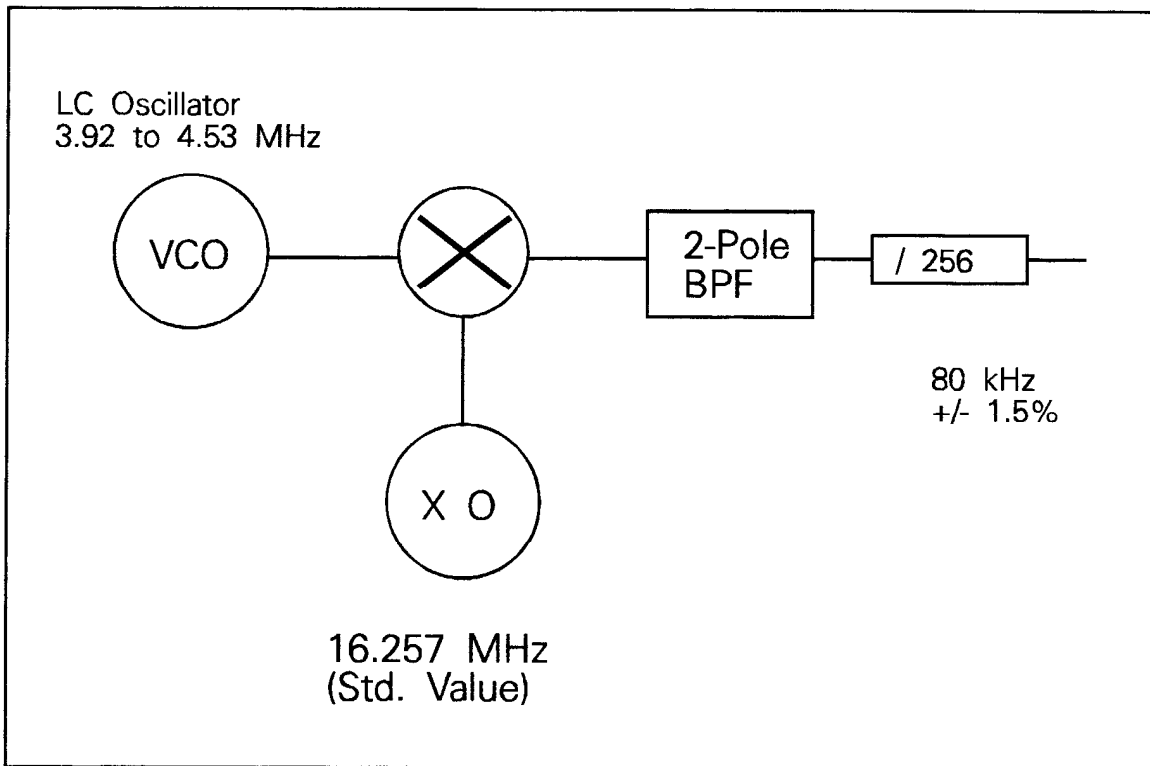 LC Oscillator
3.92 to 4.53 MHz
VCO
2-Pole
BPF
/ 256
80 kHz
+/- 1.5%
X O
16.257 MHz
(Std. Value)